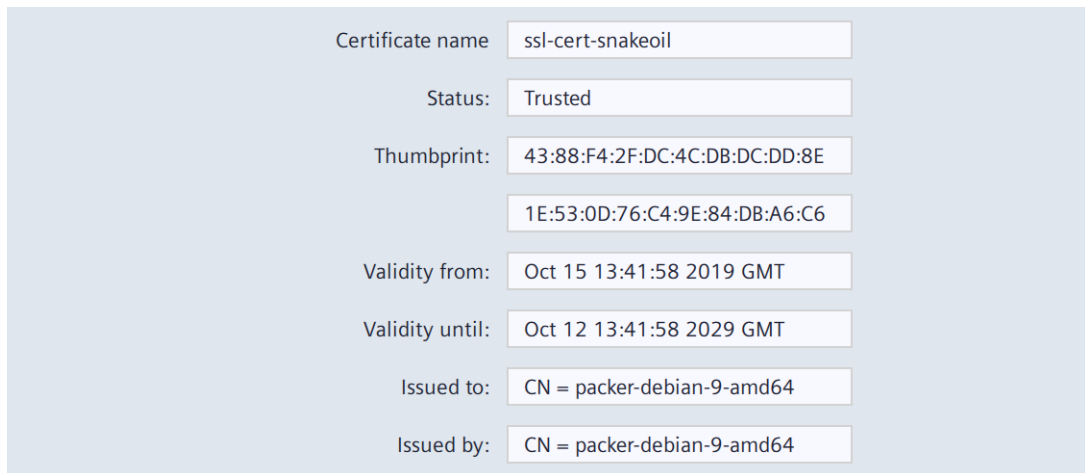 Certificate name ssl-cert-snakeoil
Status: Trusted
Thumbprint: 43:88:F4:2F:DC:4C:DB:DC:DD:8E
1E:53:0D:76:C4:9E:84:DB:A6:C6
Validity from: Oct 15 13:41:58 2019 GMT
Validity until: Oct 12 13:41:58 2029 GMT
Issued to: CN = packer-debian-9-amd64
Issued by: CN = packer-debian-9-amd64